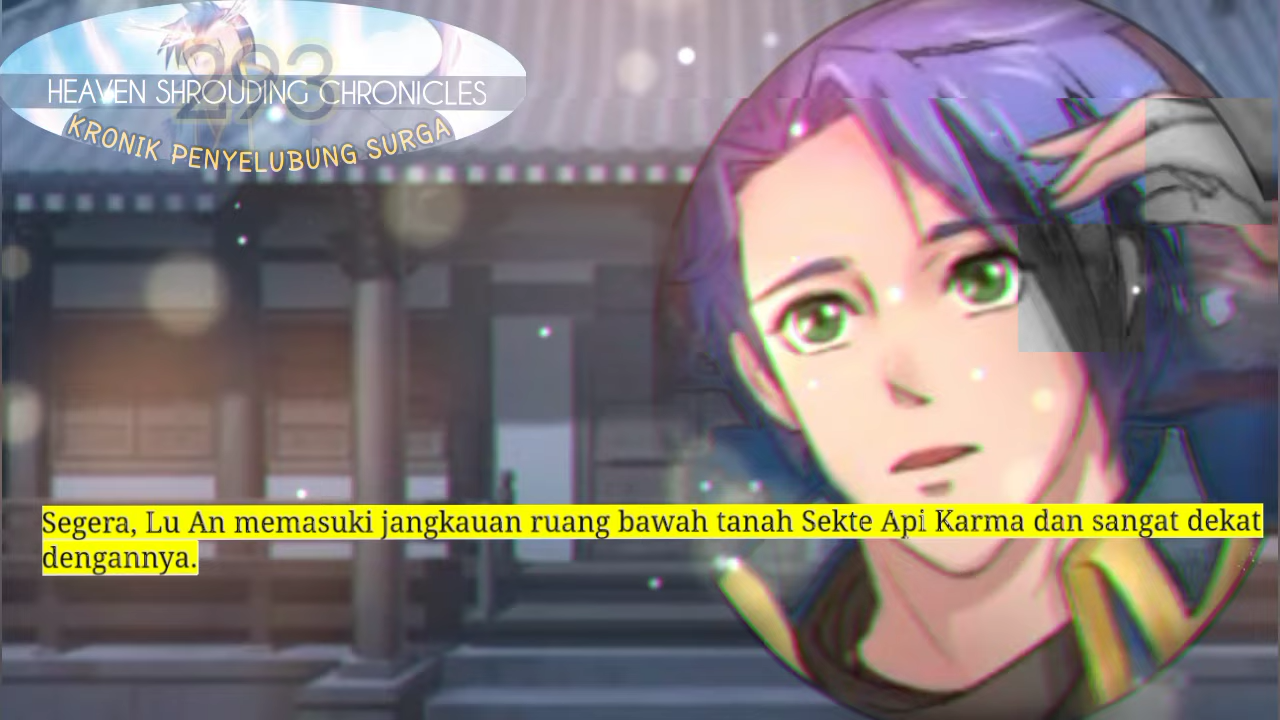 293
HEAVEN SHROUDING CHRONICLES
KRONIK PENYELUBUNG SURGA
Segera, Lu An memasuki jangkauan ruang bawah tanah Sekte Api Karma dan sangat dekat
dengannya.